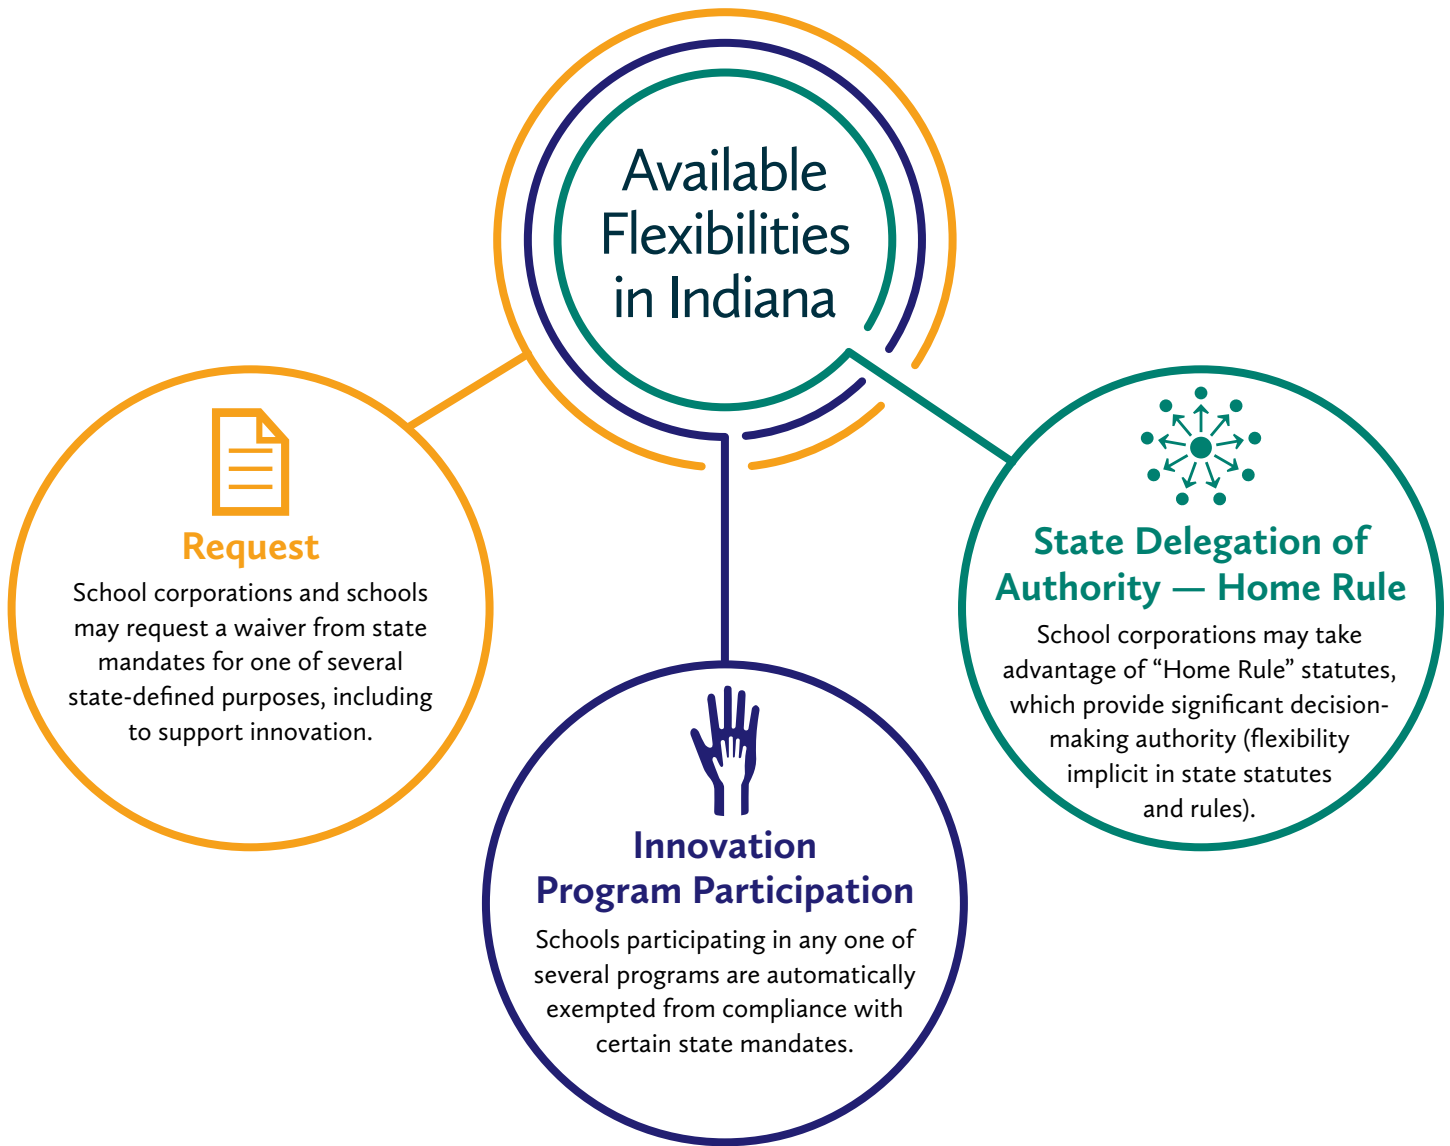 Available
Flexibilities
in Indiana
Request
School corporations and schools
may request a waiver from state
mandates for one of several
state-defined purposes, including
to support innovation.
Innovation
Program Participation
Schools participating in any one of
several programs are automatically
exempted from compliance with
certain state mandates.
State Delegation of
Authority — Home Rule
School corporations may take
advantage of “Home Rule” statutes,
which provide significant decision-
making authority (flexibility
implicit in state statutes
and rules).